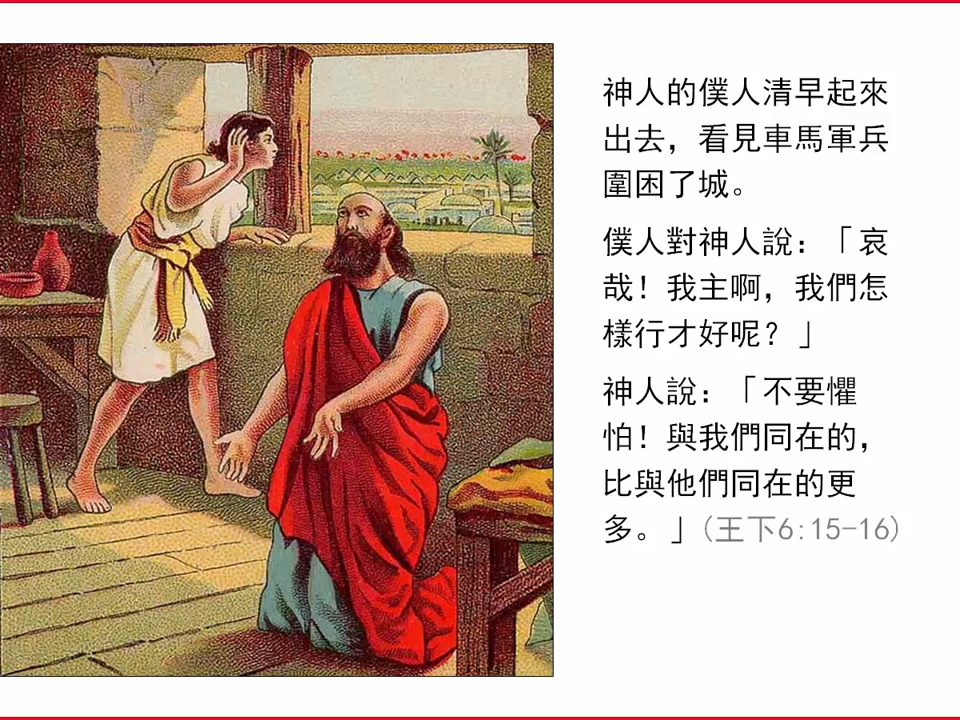 神人的僕人清早起來
出去，看見車馬軍兵
圍困了城。
僕人對神人說：「哀
哉！我主啊，我們怎
樣行才好呢？」
神人說：「不要懼
怕！與我們同在的，
比與他們同在的更
多。」(王下6:15-16)